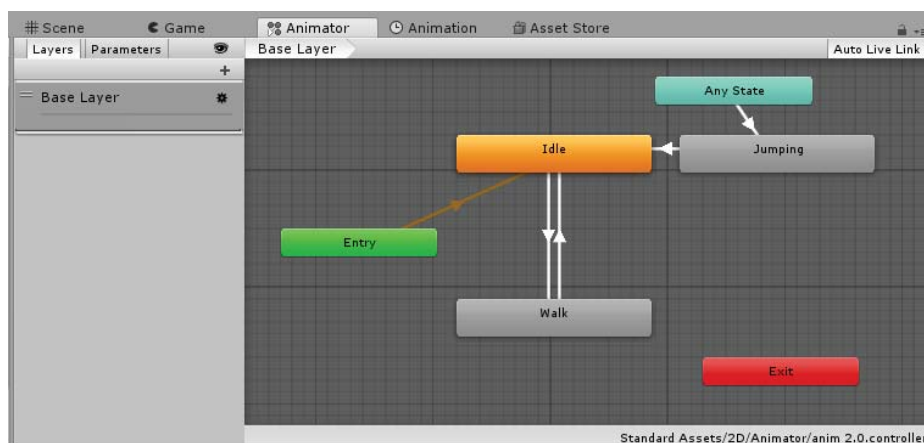 Scene Game Animator Animation Asset Store
Layers Parameters Base Layer Auto Live Link
+
Base Layer
Any State
Idle Jumping
Entry
Walk
Exit
Standard Assets/2D/Animator/anim 2.0.controlle